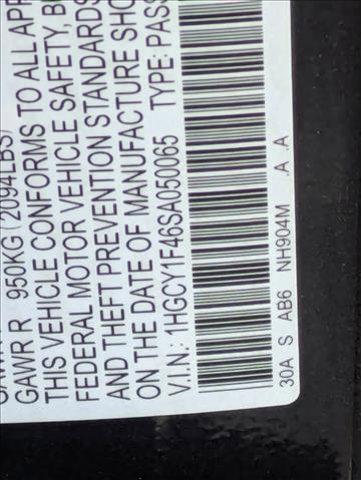 GAWR R 950KG (2094LBS)
THIS VEHICLE CONFORMS TO ALL APP
FEDERAL MOTOR VEHICLE SAFETY, B
AND THEFT PREVENTION STANDARDS
ON THE DATE OF MANUFACTURE SHO
V.I.N.: 1HGCY1F46SA050065 TYPE: PASS
30A S AB6 NH904M .A .A